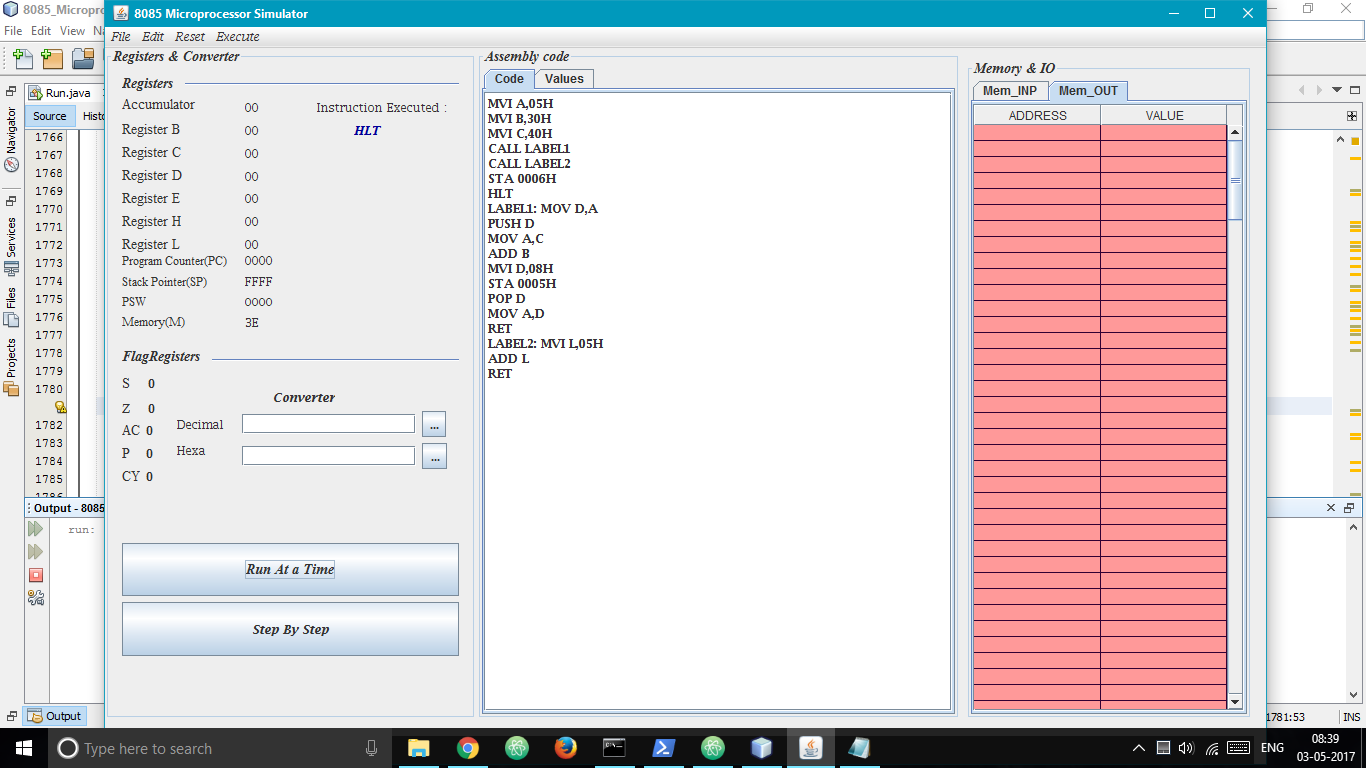 8085_Micropro
8085 Microprocessor Simulator
File Edit View Na
File Edit Reset Execute
Registers & Converter
Registers
Accumulator 00 Instruction Executed :
Register B 00 HLT
Register C 00
Register D 00
Register E 00
Register H 00
Register L 00
Program Counter(PC) 0000
Stack Pointer(SP) FFFF
PSW 0000
Memory(M) 3E
FlagRegisters
S 0
Z 0
AC 0
P 0
CY 0
Converter
Decimal ...
Hexa ...
Run At a Time
Step By Step
Assembly code
Code Values
MVI A,05H
MVI B,30H
MVI C,40H
CALL LABEL1
CALL LABEL2
STA 0006H
HLT
LABEL1: MOV D,A
PUSH D
MOV A,C
ADD B
MVI D,08H
STA 0005H
POP D
MOV A,D
RET
LABEL2: MVI L,05H
ADD L
RET
Memory & IO
Mem_INP Mem_OUT
ADDRESS VALUE
Run.java
Source Histo
Navigator
Services
Files
Projects
1766
1767
1768
1769
1770
1771
1772
1773
1774
1775
1776
1777
1778
1779
1780
1782
1783
1784
1785
1786
Output - 8085
run:
Output
1781:53 INS
Type here to search
ENG
08:39
03-05-2017